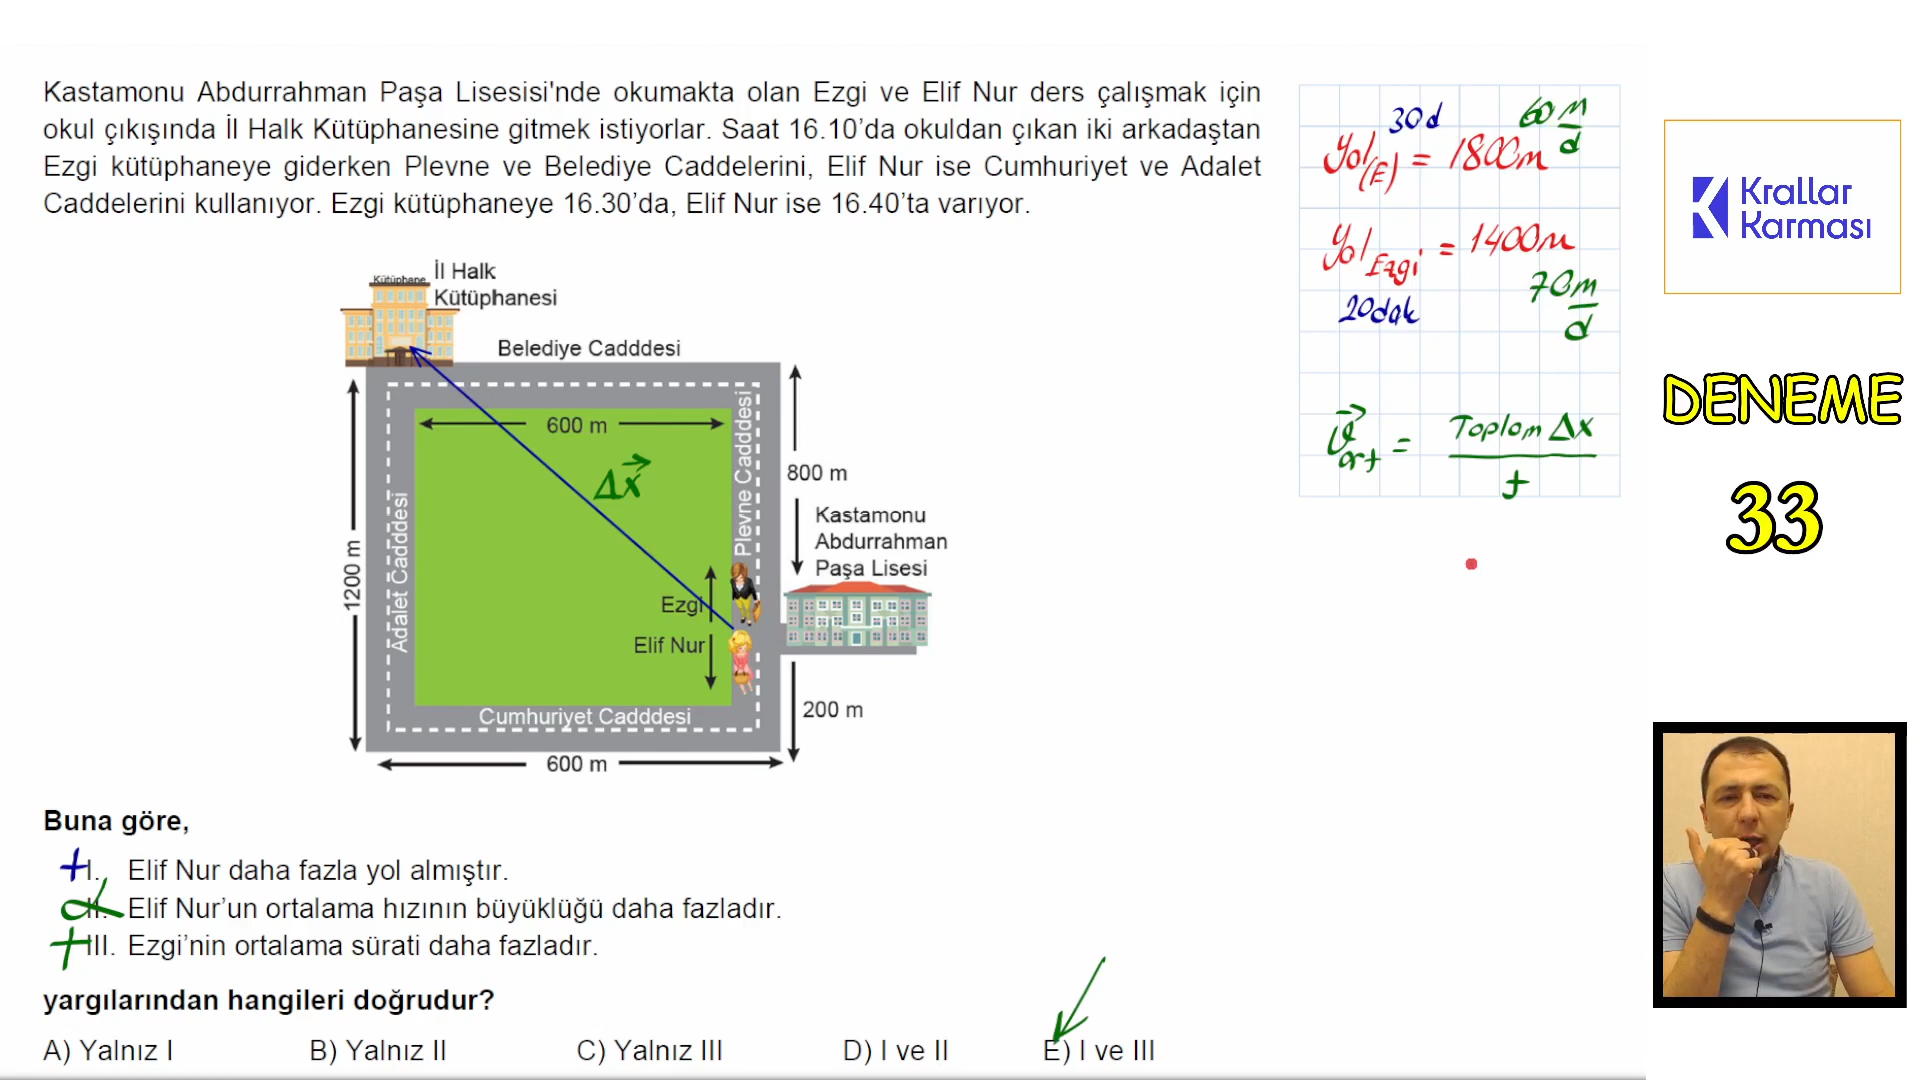 Kastamonu Abdurrahman Paşa Lisesisi'nde okumakta olan Ezgi ve Elif Nur ders çalışmak için
okul çıkışında İl Halk Kütüphanesine gitmek istiyorlar. Saat 16.10'da okuldan çıkan iki arkadaştan
Ezgi kütüphaneye giderken Plevne ve Belediye Caddelerini, Elif Nur ise Cumhuriyet ve Adalet
Caddelerini kullanıyor. Ezgi kütüphaneye 16.30'da, Elif Nur ise 16.40'ta varıyor.
Kütüphane
İl Halk
Kütüphanesi
Belediye Cadddesi
600 m
Plevne Cadddesi
800 m
Δx
Adalet Cadddesi
1200 m
Kastamonu
Abdurrahman
Paşa Lisesi
Ezgi
Elif Nur
200 m
Cumhuriyet Cadddesi
600 m
Buna göre,
I. Elif Nur daha fazla yol almıştır.
II. Elif Nur'un ortalama hızının büyüklüğü daha fazladır.
III. Ezgi'nin ortalama sürati daha fazladır.
yargılarından hangileri doğrudur?
A) Yalnız I B) Yalnız II C) Yalnız III D) I ve II E) I ve III
30d 60 m/d
Yol(E) = 1800m
Yol Ezgi = 1400m
20dak 70 m/d
ϑort = Toplam Δx / t
Krallar
Karması
DENEME
33